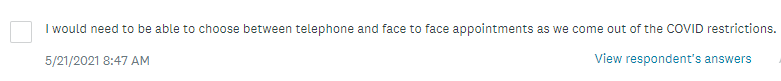 I would need to be able to choose between telephone and face to face appointments as we come out of the COVID restrictions.
5/21/2021 8:47 AM View respondent's answers